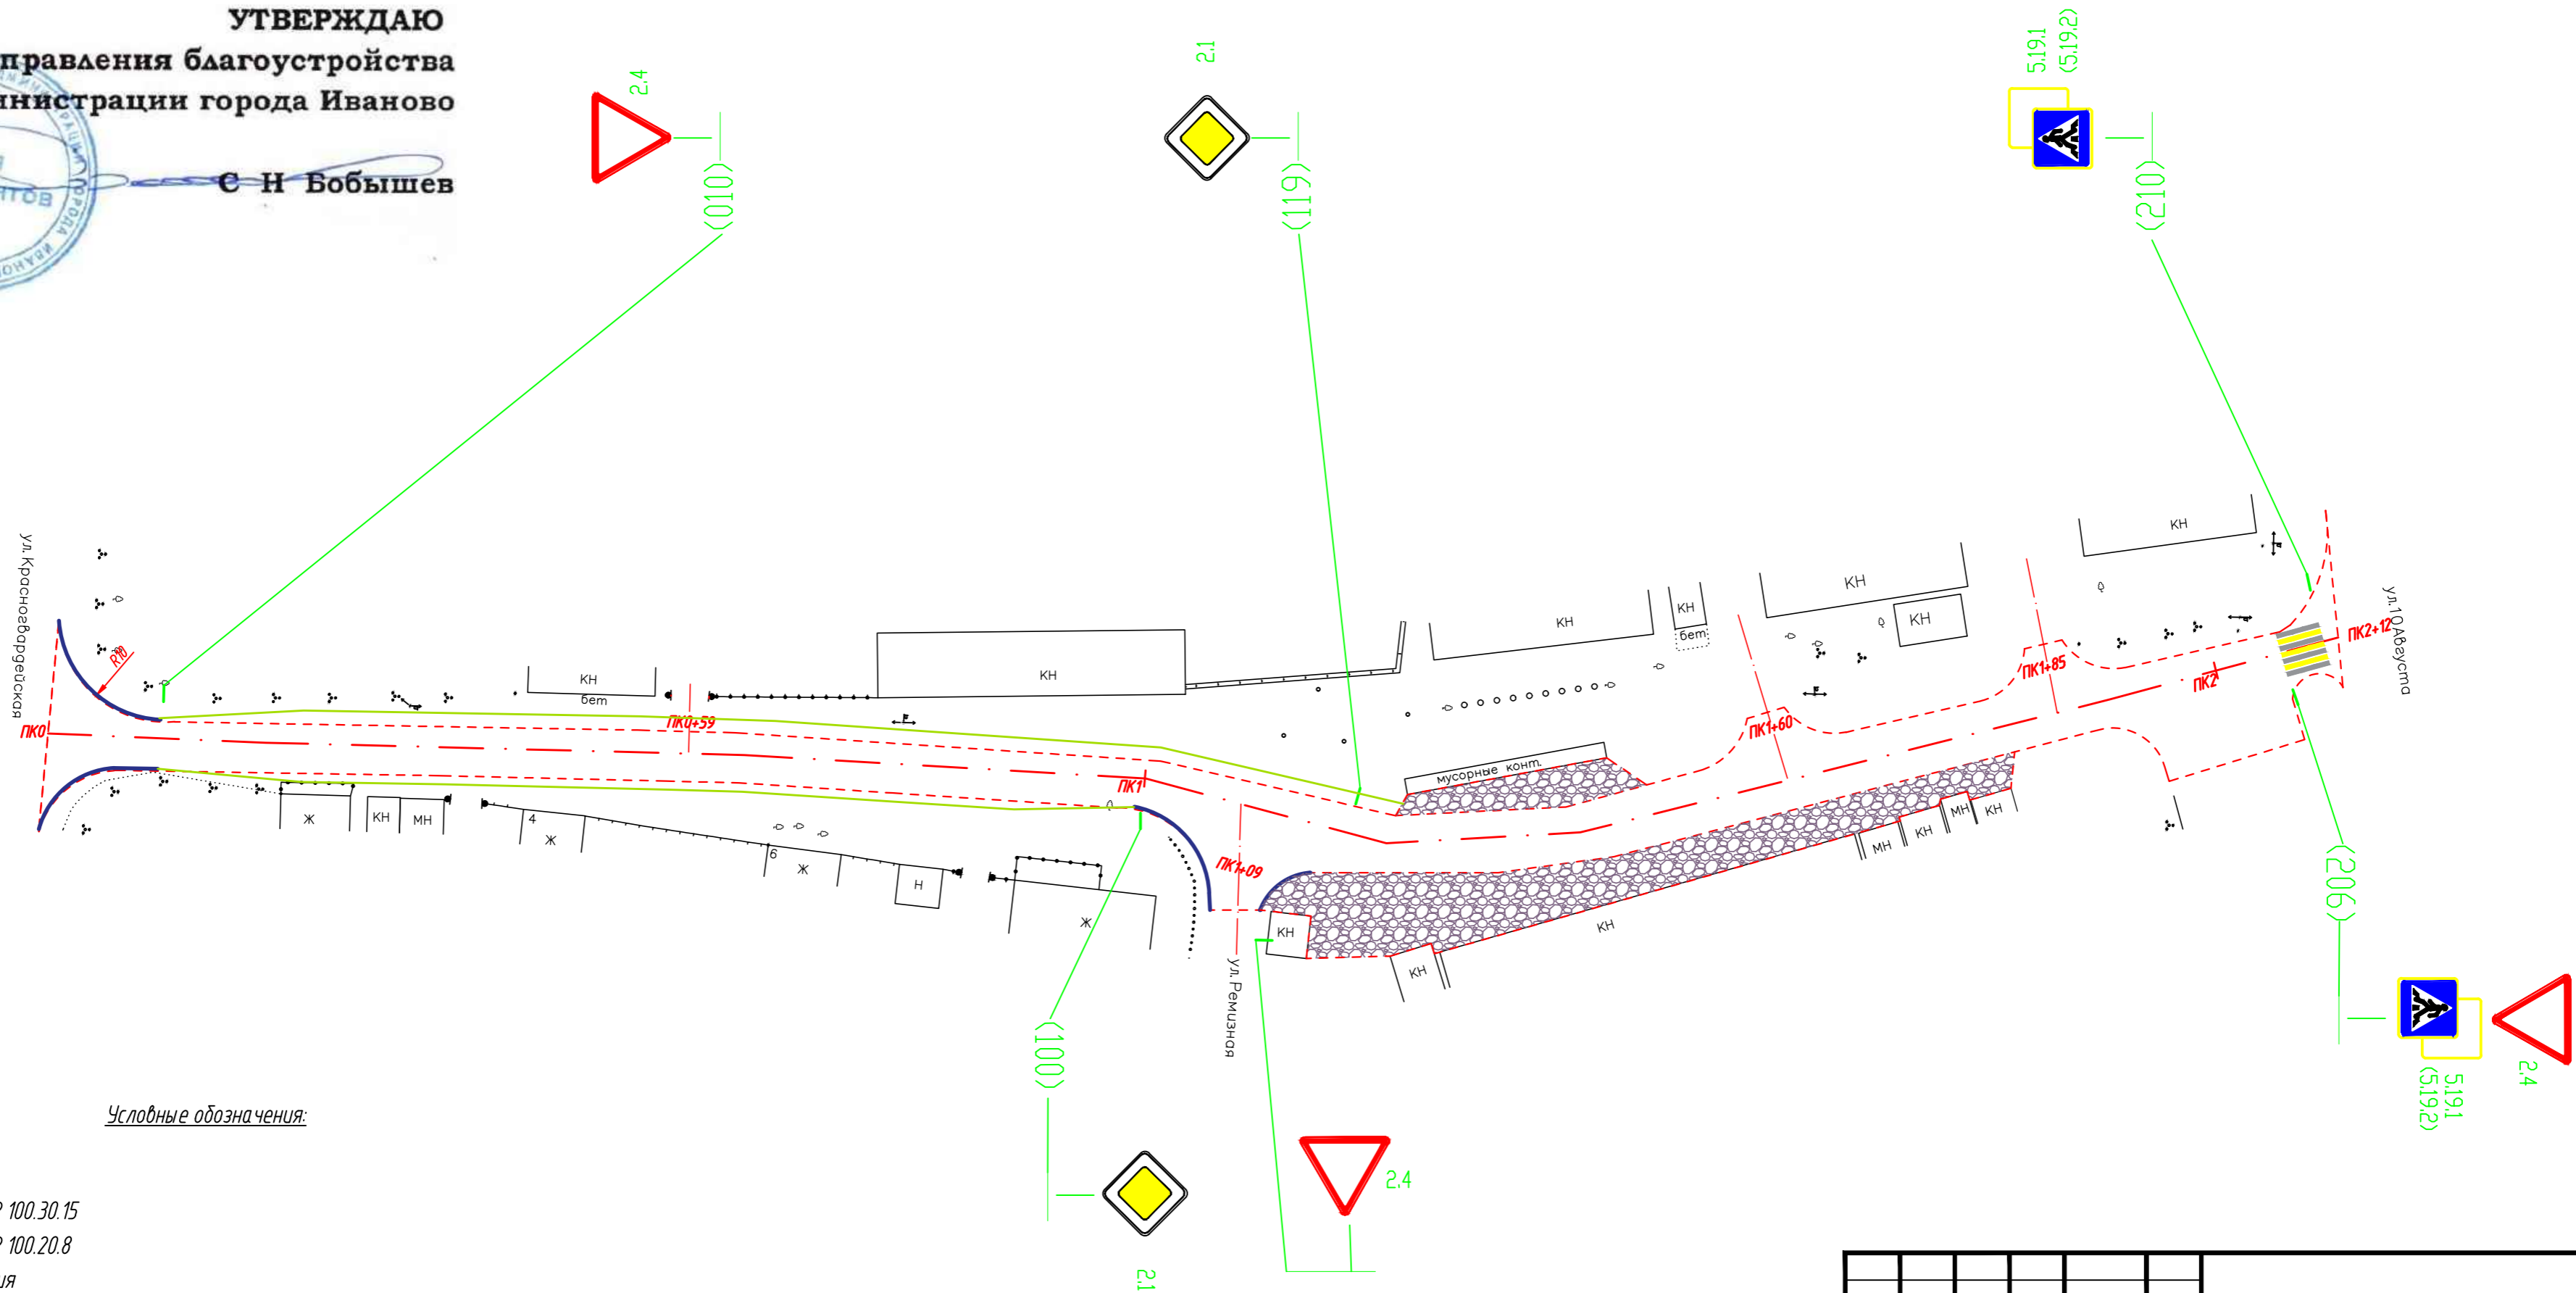 УТВЕРЖДАЮ
правления благоустройства
инистрации города Иваново
С Н Бобышев
2.4
(010)
2.1
(119)
5.19.1
(5.19.2)
(210)
ул. Красногвардейская
R10
ПК0
ПК0+59
КН
бет
КН
ПК1
ПК1+09
КН
КН
бет
мусорные конт.
ПК1+60
КН
КН
ПК1+85
КН
ПК2
ПК2+12
ул.10 Августа
Ж
КН
МН
4
Ж
6
Ж
Н
Ж
КН
КН
КН
МН
КН
МН
КН
ул. Ремизная
(100)
2.1
2.4
(206)
5.19.1
(5.19.2)
2.4
Условные обозначения:
100.30.15
100.20.8
ия